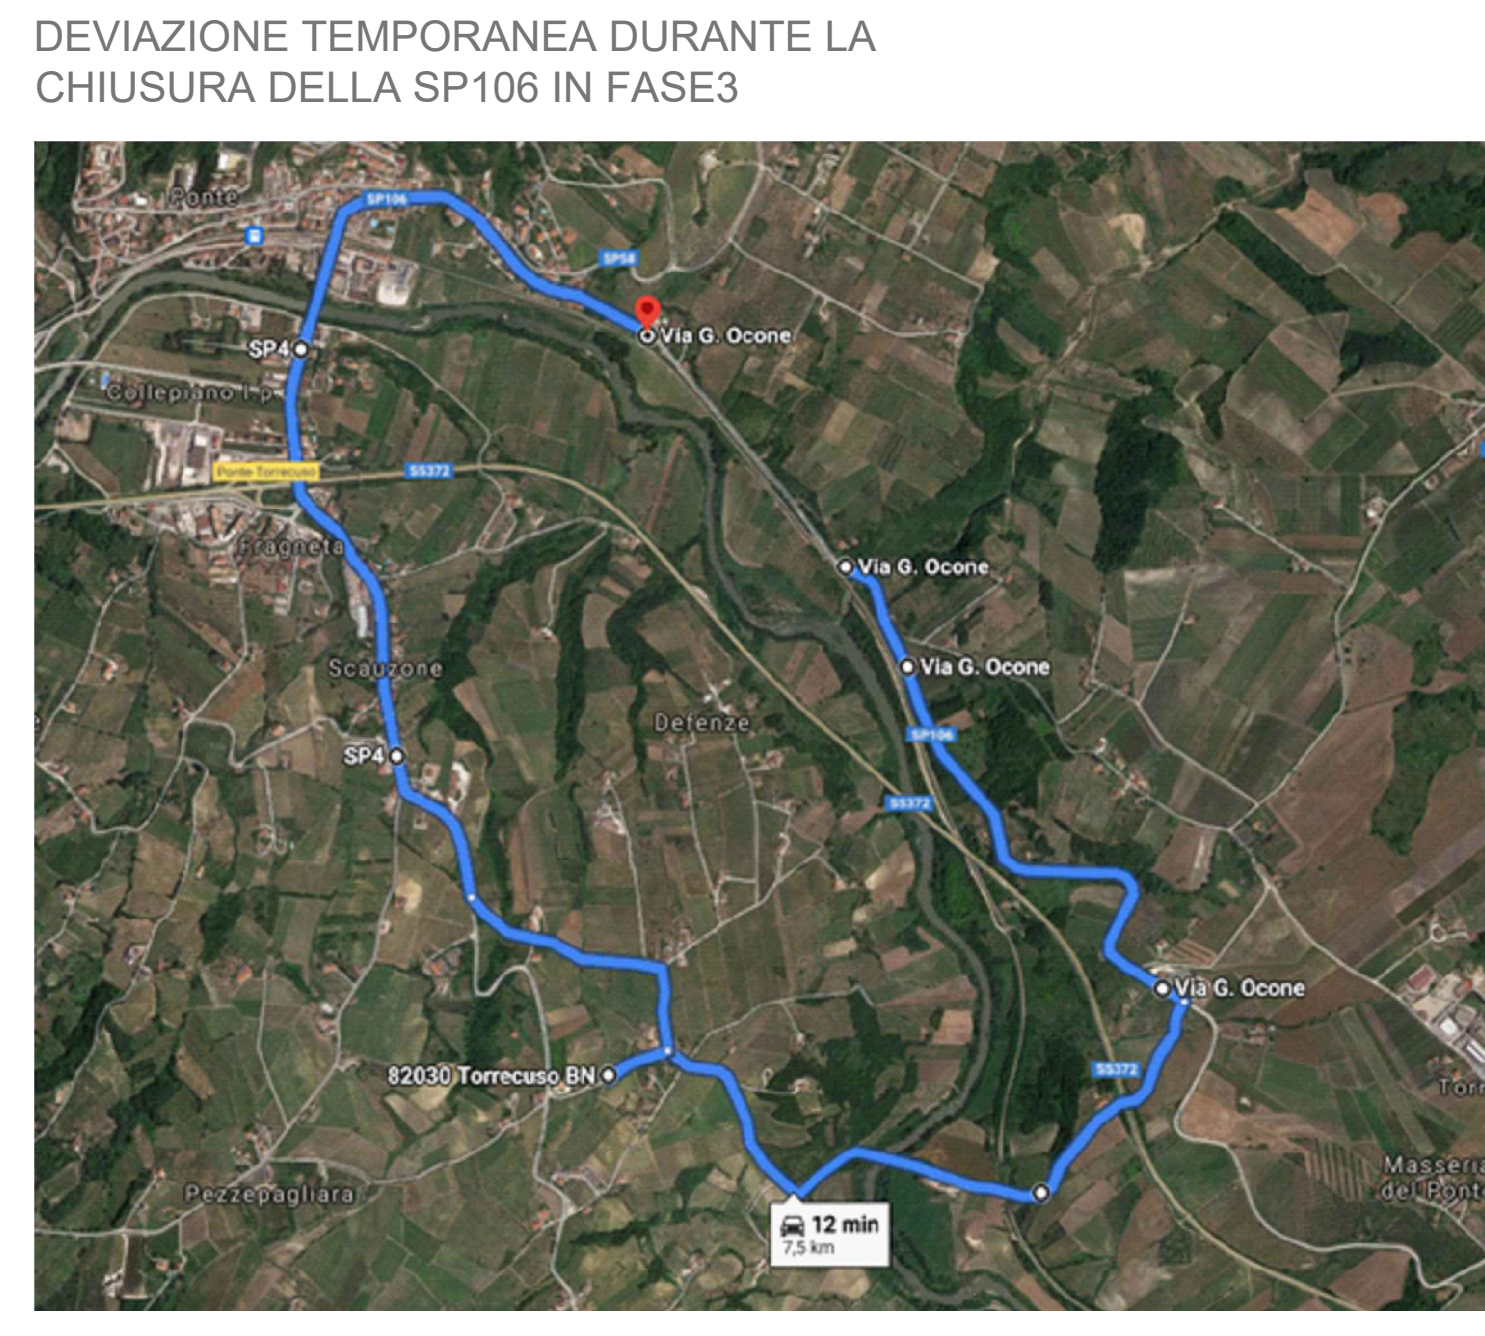 DEVIAZIONE TEMPORANEA DURANTE LA
CHIUSURA DELLA SP106 IN FASE3
Ponte
SP106
SP58
Via G. Ocone
SP4
Collepiano I-p
Ponte-Torrecuso
SS372
Fragneta
Via G. Ocone
Scauzone
Via G. Ocone
Defenze
SP106
SP4
SS372
Via G. Ocone
82030 Torrecuso BN
SS372
Torr
Masseria
del Ponte
Pezzepagliara
12 min
7,5 km